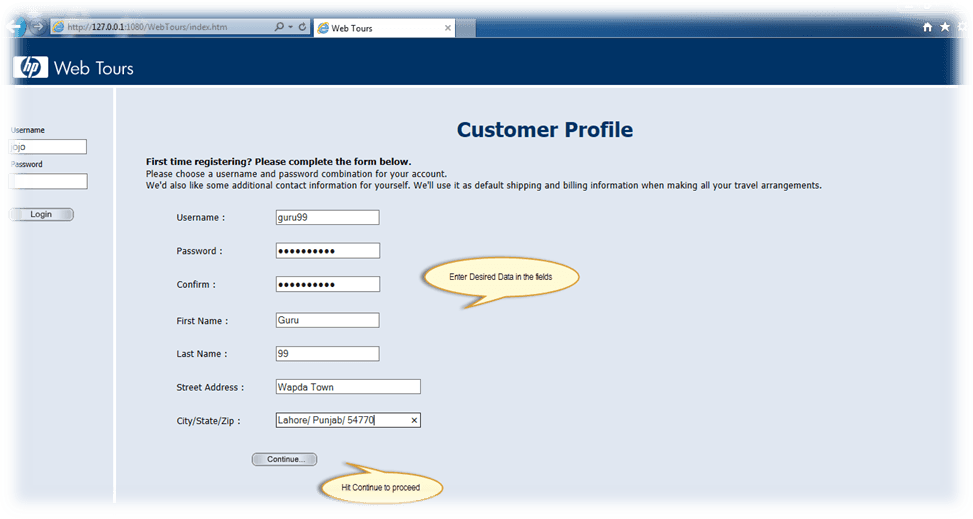 http://127.0.0.1:1080/WebTours/index.htm
Web Tours
hp Web Tours
Username
jojo
Password
Login
Customer Profile
First time registering? Please complete the form below.
Please choose a username and password combination for your account.
We'd also like some additional contact information for yourself. We'll use it as default shipping and billing information when making all your travel arrangements.
Username : guru99
Password : ●●●●●●●●●●
Enter Desired Data in the fields
Confirm : ●●●●●●●●●●
First Name : Guru
Last Name : 99
Street Address : Wapda Town
City/State/Zip : Lahore/ Punjab/ 54770
Continue...
Hit Continue to proceed